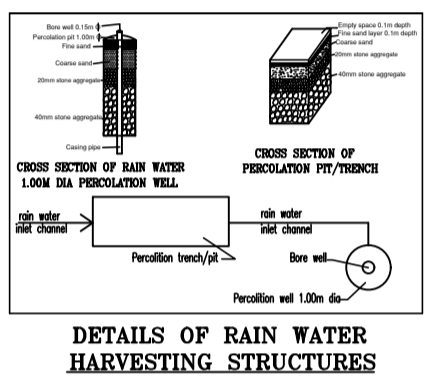 Bore well 0.15m ϕ
Percolation pit 1.00m ϕ
Fine sand
Coarse sand
20mm stone aggregate
40mm stone aggregate
Casing pipe
CROSS SECTION OF RAIN WATER
1.00M DIA PERCOLATION WELL
Empty space 0.1m depth
Fine sand layer 0.1m depth
Coarse sand
20mm stone aggregate
40mm stone aggregate
CROSS SECTION OF
PERCOLATION PIT/TRENCH
rain water
inlet channel
Percolition trench/pit
rain water
inlet channel
Bore well
Percolition well 1.00m dia
DETAILS OF RAIN WATER
HARVESTING STRUCTURES